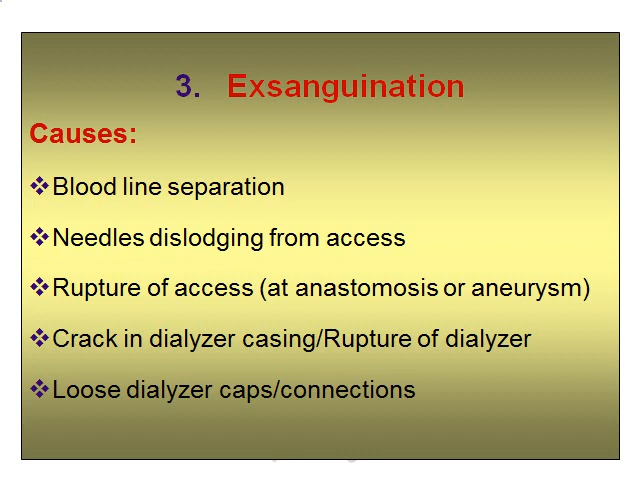 3. Exsanguination
Causes:
❖Blood line separation
❖Needles dislodging from access
❖Rupture of access (at anastomosis or aneurysm)
❖Crack in dialyzer casing/Rupture of dialyzer
❖Loose dialyzer caps/connections